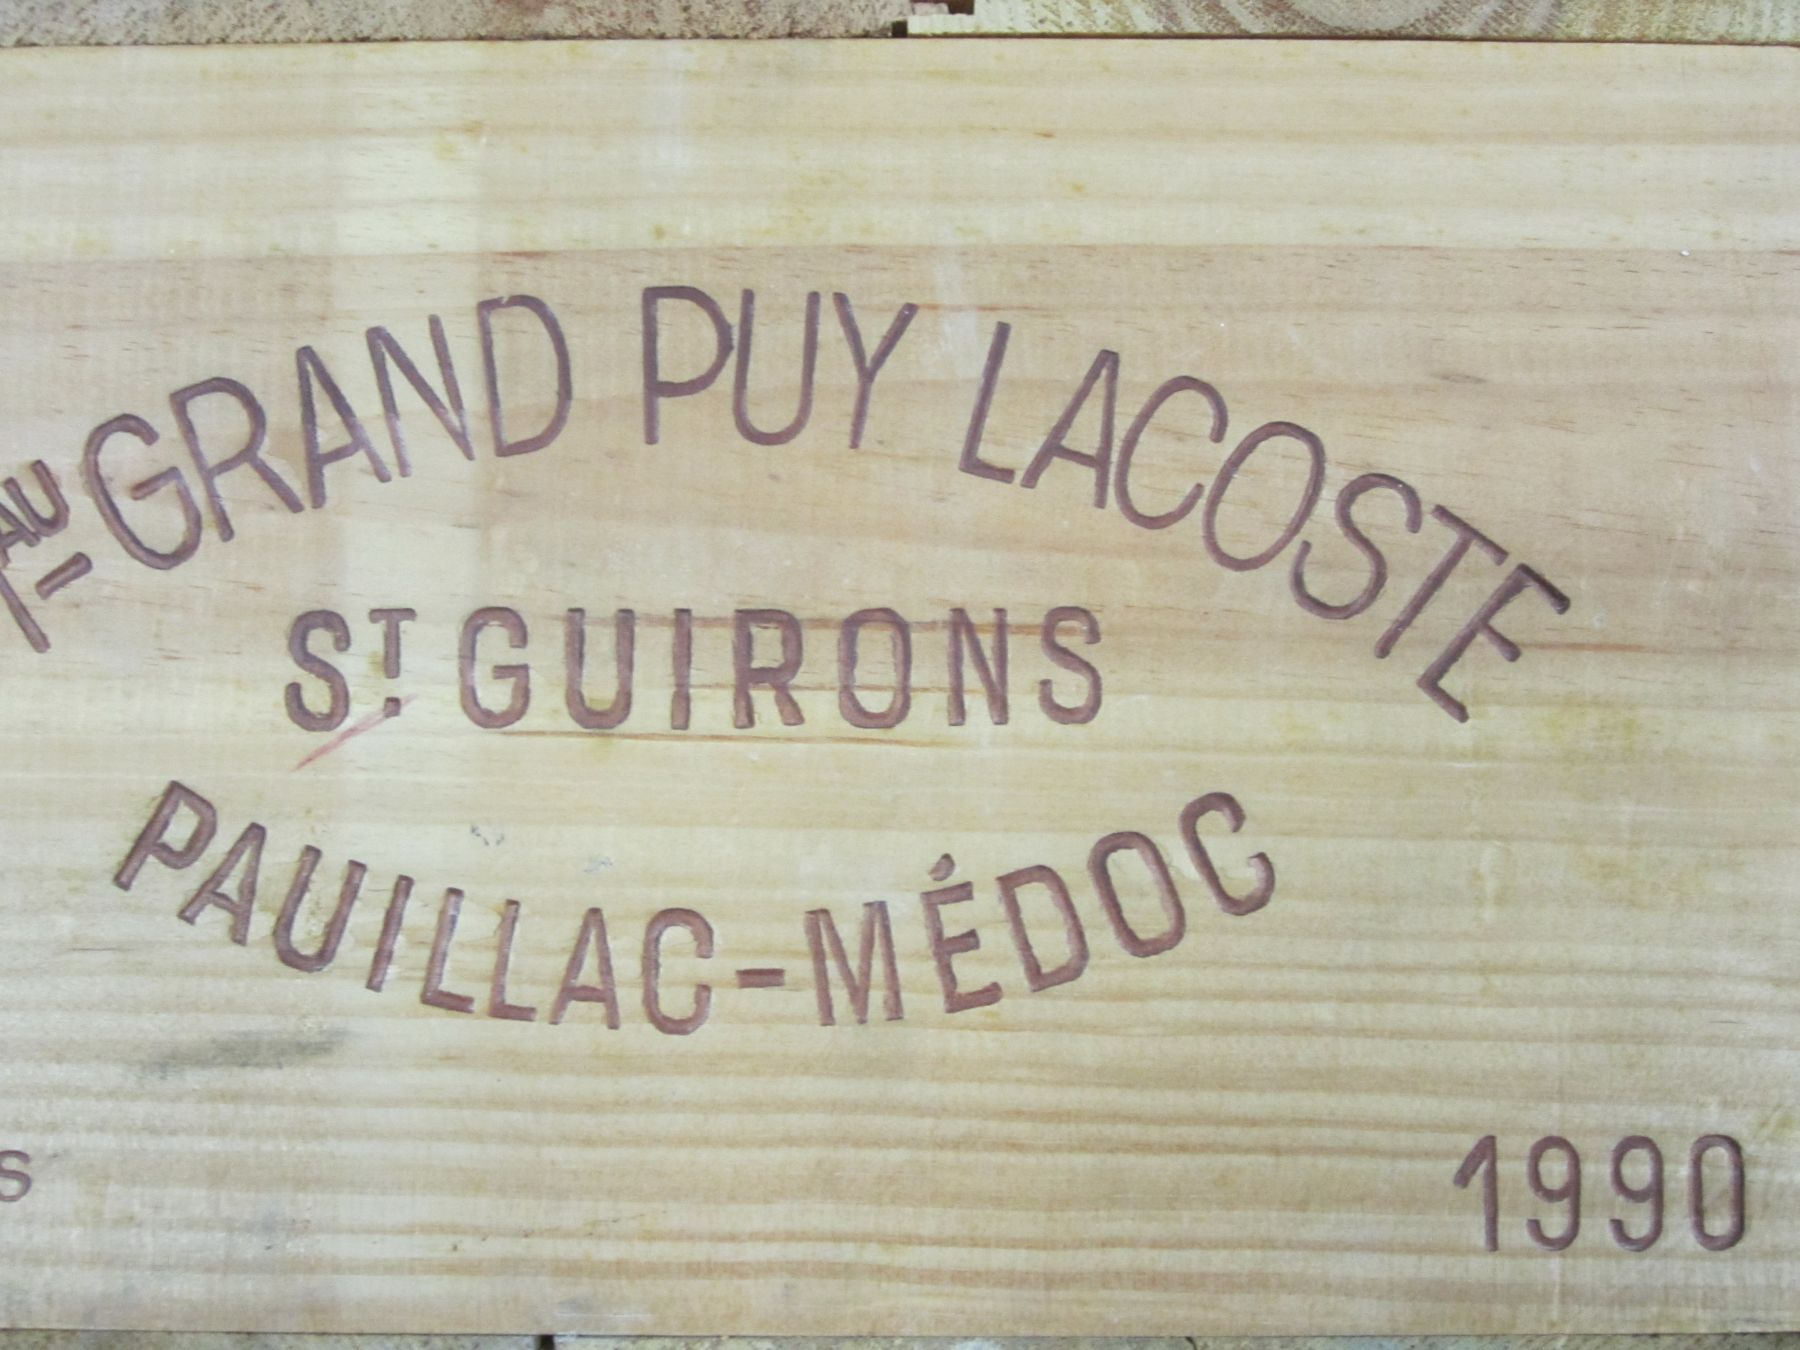 GRAND PUY LACOSTE
ST GUIRONS
PAUILLAC-MÉDOC
1990